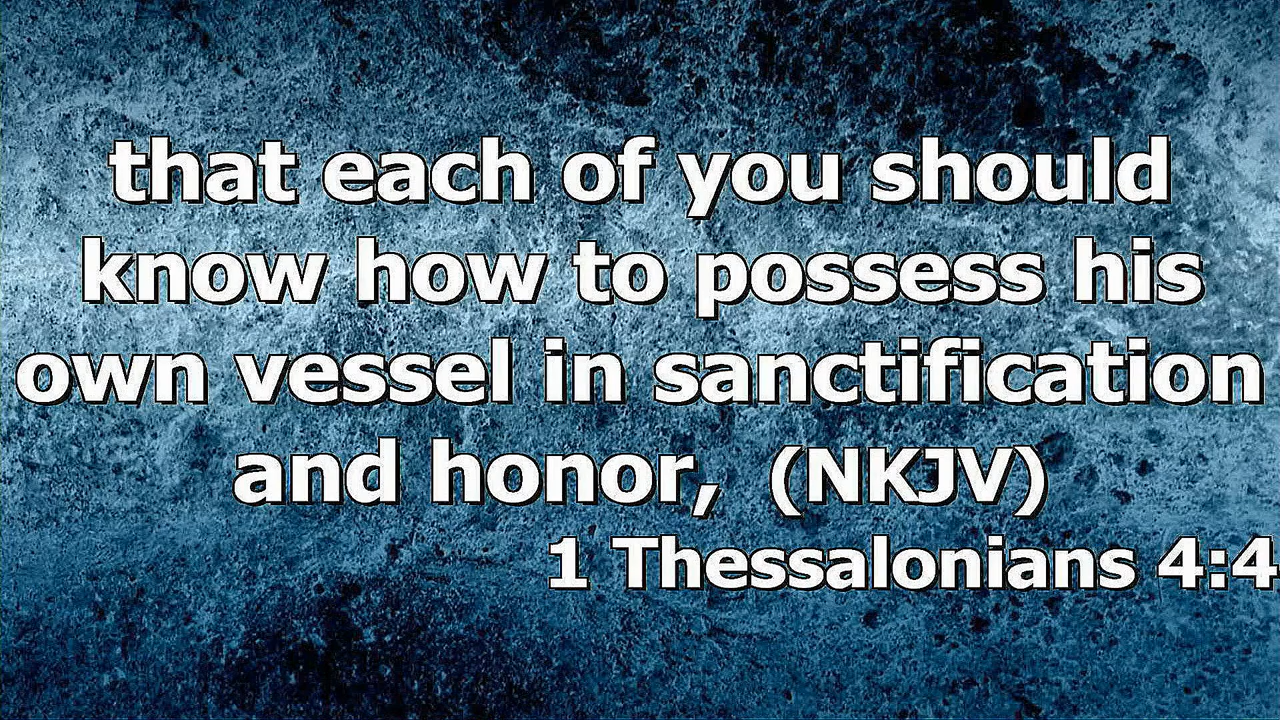 that each of you should
know how to possess his
own vessel in sanctification
and honor, (NKJV)
1 Thessalonians 4:4